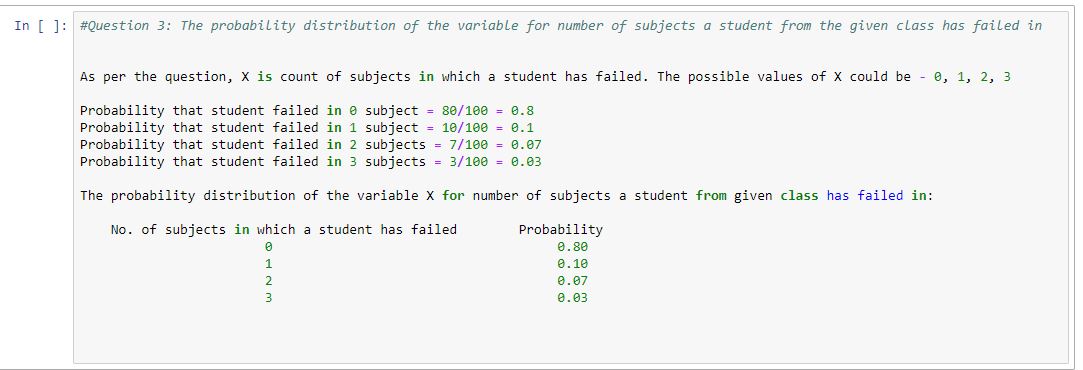 In [ ]: #Question 3: The probability distribution of the variable for number of subjects a student from the given class has failed in
As per the question, X is count of subjects in which a student has failed. The possible values of X could be - 0, 1, 2, 3
Probability that student failed in 0 subject = 80/100 = 0.8
Probability that student failed in 1 subject = 10/100 = 0.1
Probability that student failed in 2 subjects = 7/100 = 0.07
Probability that student failed in 3 subjects = 3/100 = 0.03
The probability distribution of the variable X for number of subjects a student from given class has failed in:
No. of subjects in which a student has failed Probability
0 0.80
1 0.10
2 0.07
3 0.03